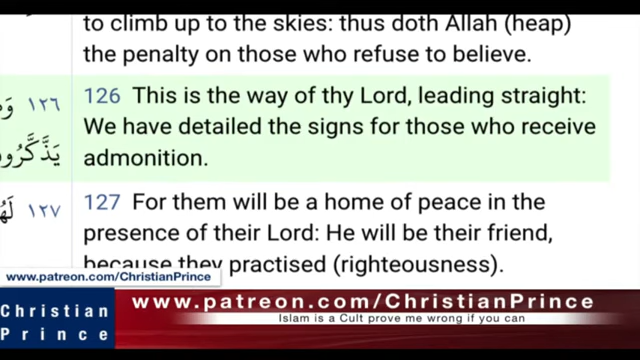 to climb up to the skies: thus doth Allah (heap)
the penalty on those who refuse to believe.
١٢٦ 126 This is the way of thy Lord, leading straight:
We have detailed the signs for those who receive
يَذَّكَّرُو admonition.
١٢٧ 127 For them will be a home of peace in the
presence of their Lord: He will be their friend,
because they practised (righteousness).
www.patreon.com/ChristianPrince
Christian
Prince
www.patreon.com/ChristianPrince
Islam is a Cult prove me wrong if you can